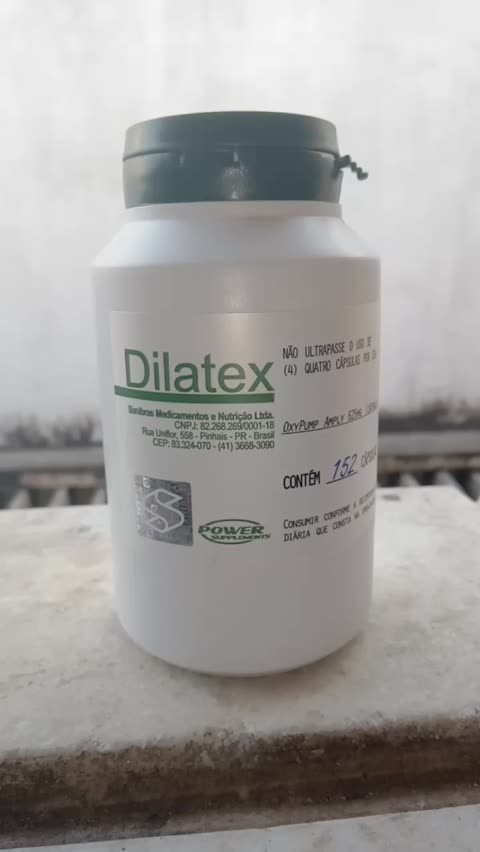 Dilatex
Sanibras Medicamentos e Nutrição Ltda.
CNPJ: 82.268.269/0001-18
Rua Uniflor, 558 - Pinhais - PR - Brasil
CEP: 83.324-070 - (41) 3668-3090
POWER
SUPPLEMENTS
NÃO ULTRAPASSE O USO DE
(4) QUATRO CÁPSULAS POR
OXYPUMP AMPLY
CONTÉM 152
CONSUMIR CONFORME A
DIÁRIA QUE CONSTA NA